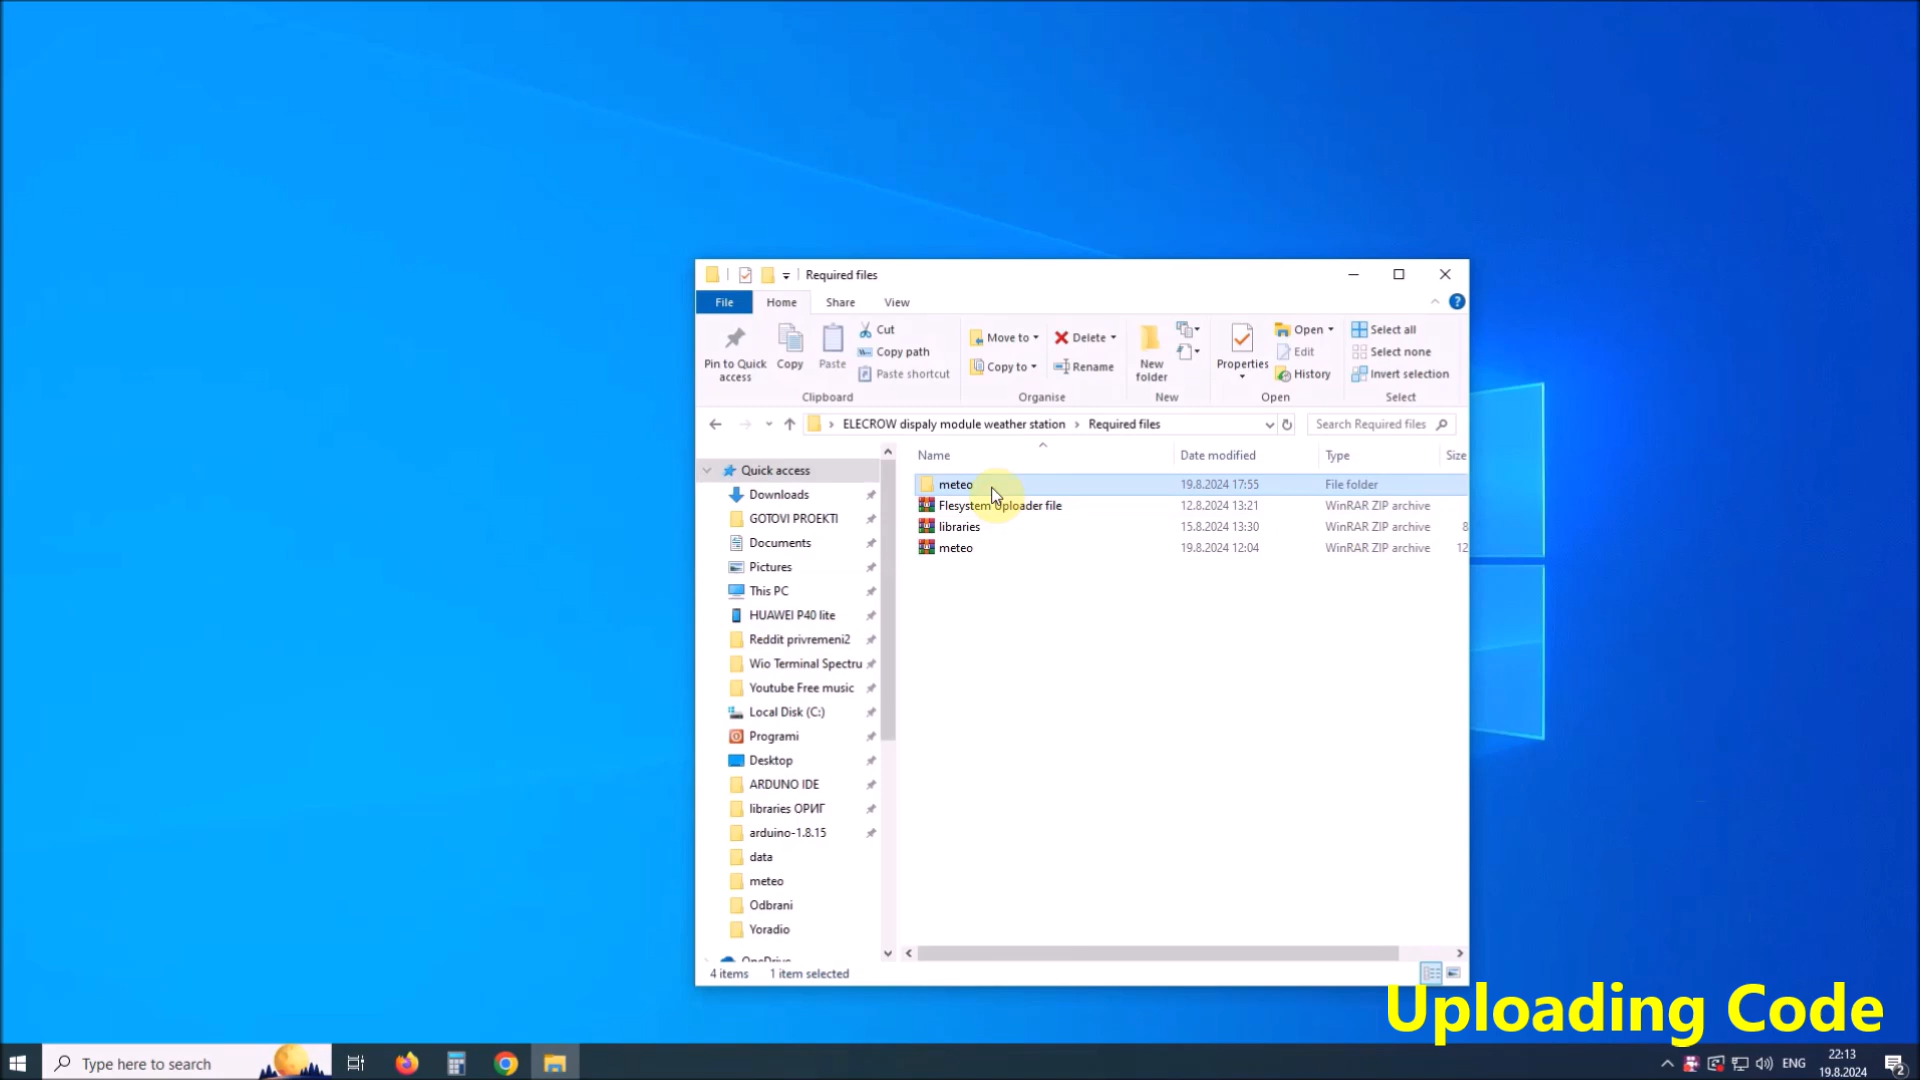 Required files
File Home Share View
Pin to Quick access
Copy
Paste
Cut
Copy path
Paste shortcut
Clipboard
Move to
Copy to
Delete
Rename
Organise
New folder
New
Properties
Open
Edit
History
Open
Select all
Select none
Invert selection
Select
ELECROW dispaly module weather station Required files
Search Required files
Name Date modified Type Size
meteo 19.8.2024 17:55 File folder
Flesystem Uploader file 12.8.2024 13:21 WinRAR ZIP archive
libraries 15.8.2024 13:30 WinRAR ZIP archive 8
meteo 19.8.2024 12:04 WinRAR ZIP archive 12
Quick access
Downloads
GOTOVI PROEKTI
Documents
Pictures
This PC
HUAWEI P40 lite
Reddit privremeni2
Wio Terminal Spectru
Youtube Free music
Local Disk (C:)
Programi
Desktop
ARDUNO IDE
libraries ОРИГ
arduino-1.8.15
data
meteo
Odbrani
Yoradio
OneDrive
4 items 1 item selected
Uploading Code
Type here to search
ENG
22:13
19.8.2024
2